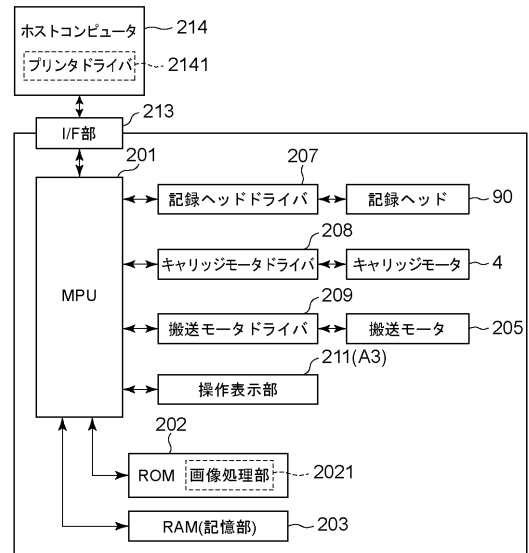 ホストコンピュータ
214
プリンタドライバ
2141
213
I/F部
201
207
MPU
記録ヘッドドライバ
記録ヘッド
90
208
キャリッジモータドライバ
キャリッジモータ
4
209
搬送モータドライバ
搬送モータ
205
211(A3)
操作表示部
202
ROM
画像処理部
2021
RAM(記憶部)
203